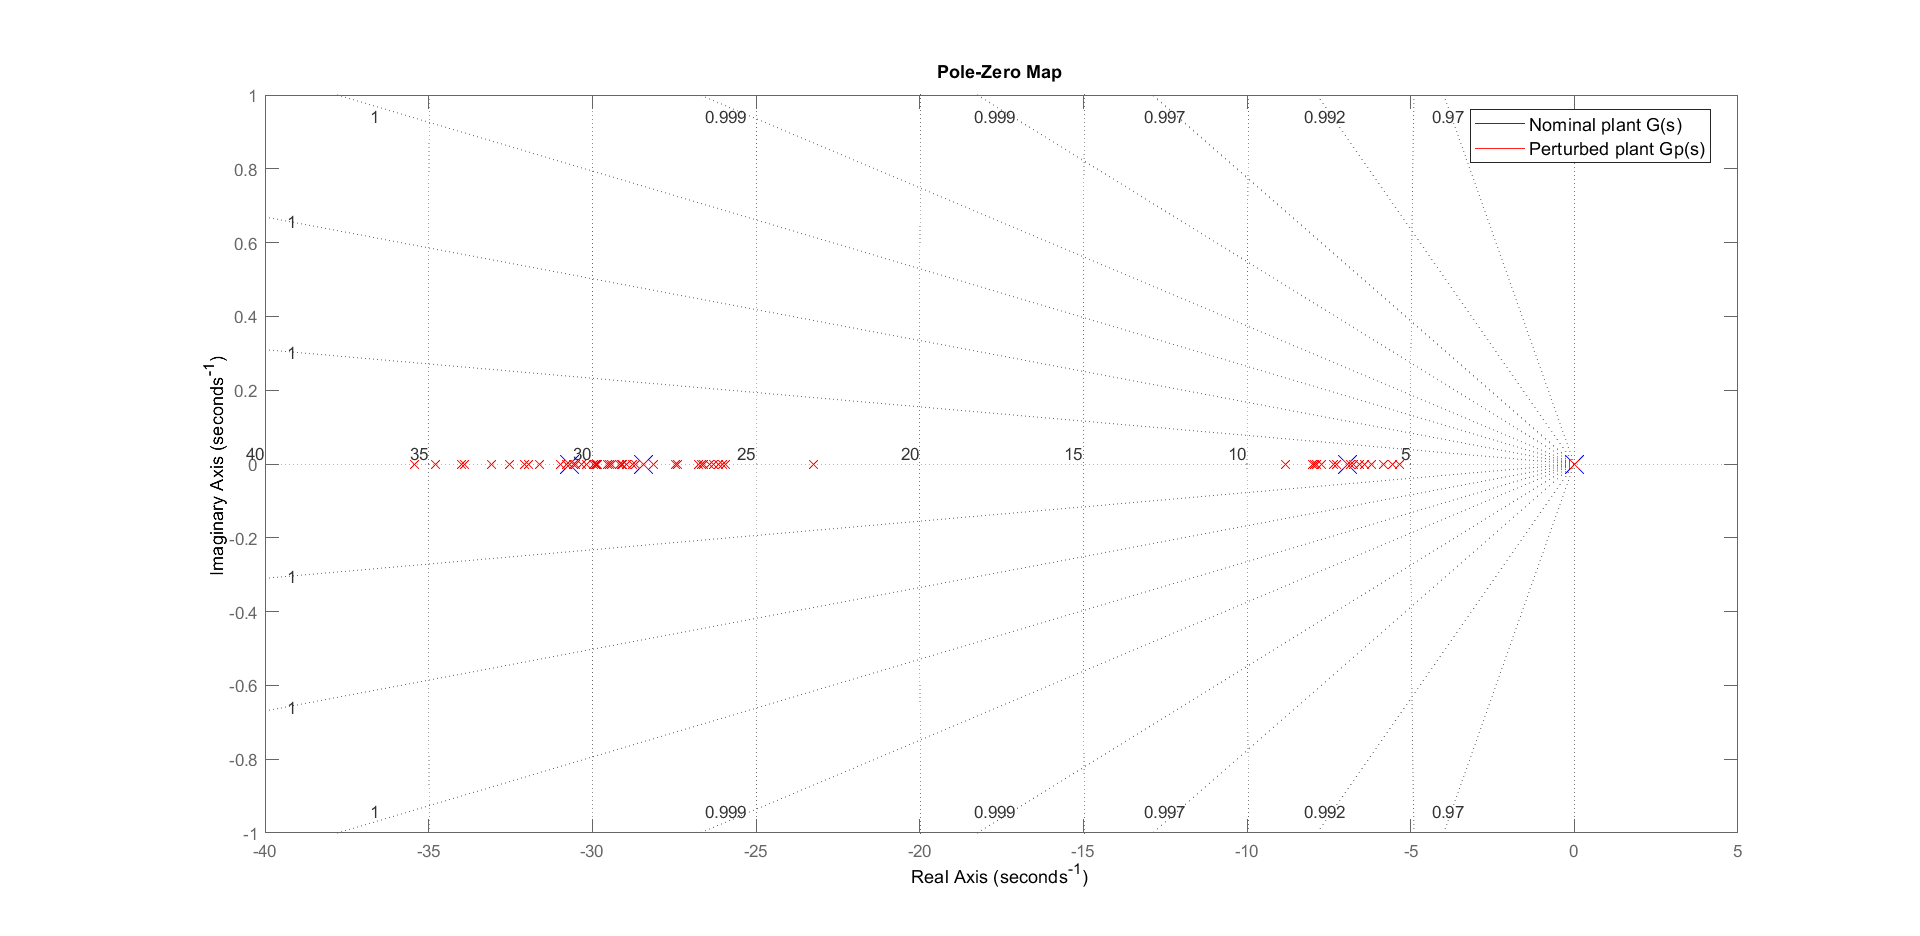 Pole-Zero Map
1
1 0.999 0.999 0.997 0.992 0.97
Nominal plant G(s)
Perturbed plant Gp(s)
0.8
1
0.6
0.4
1
0.2
40 35 30 25 20 15 10 5
0
-0.2
1
-0.4
-0.6
1
-0.8
1 0.999 0.999 0.997 0.992 0.97
-1
-40 -35 -30 -25 -20 -15 -10 -5 0 5
Real Axis (seconds-1)
Imaginary Axis (seconds-1)